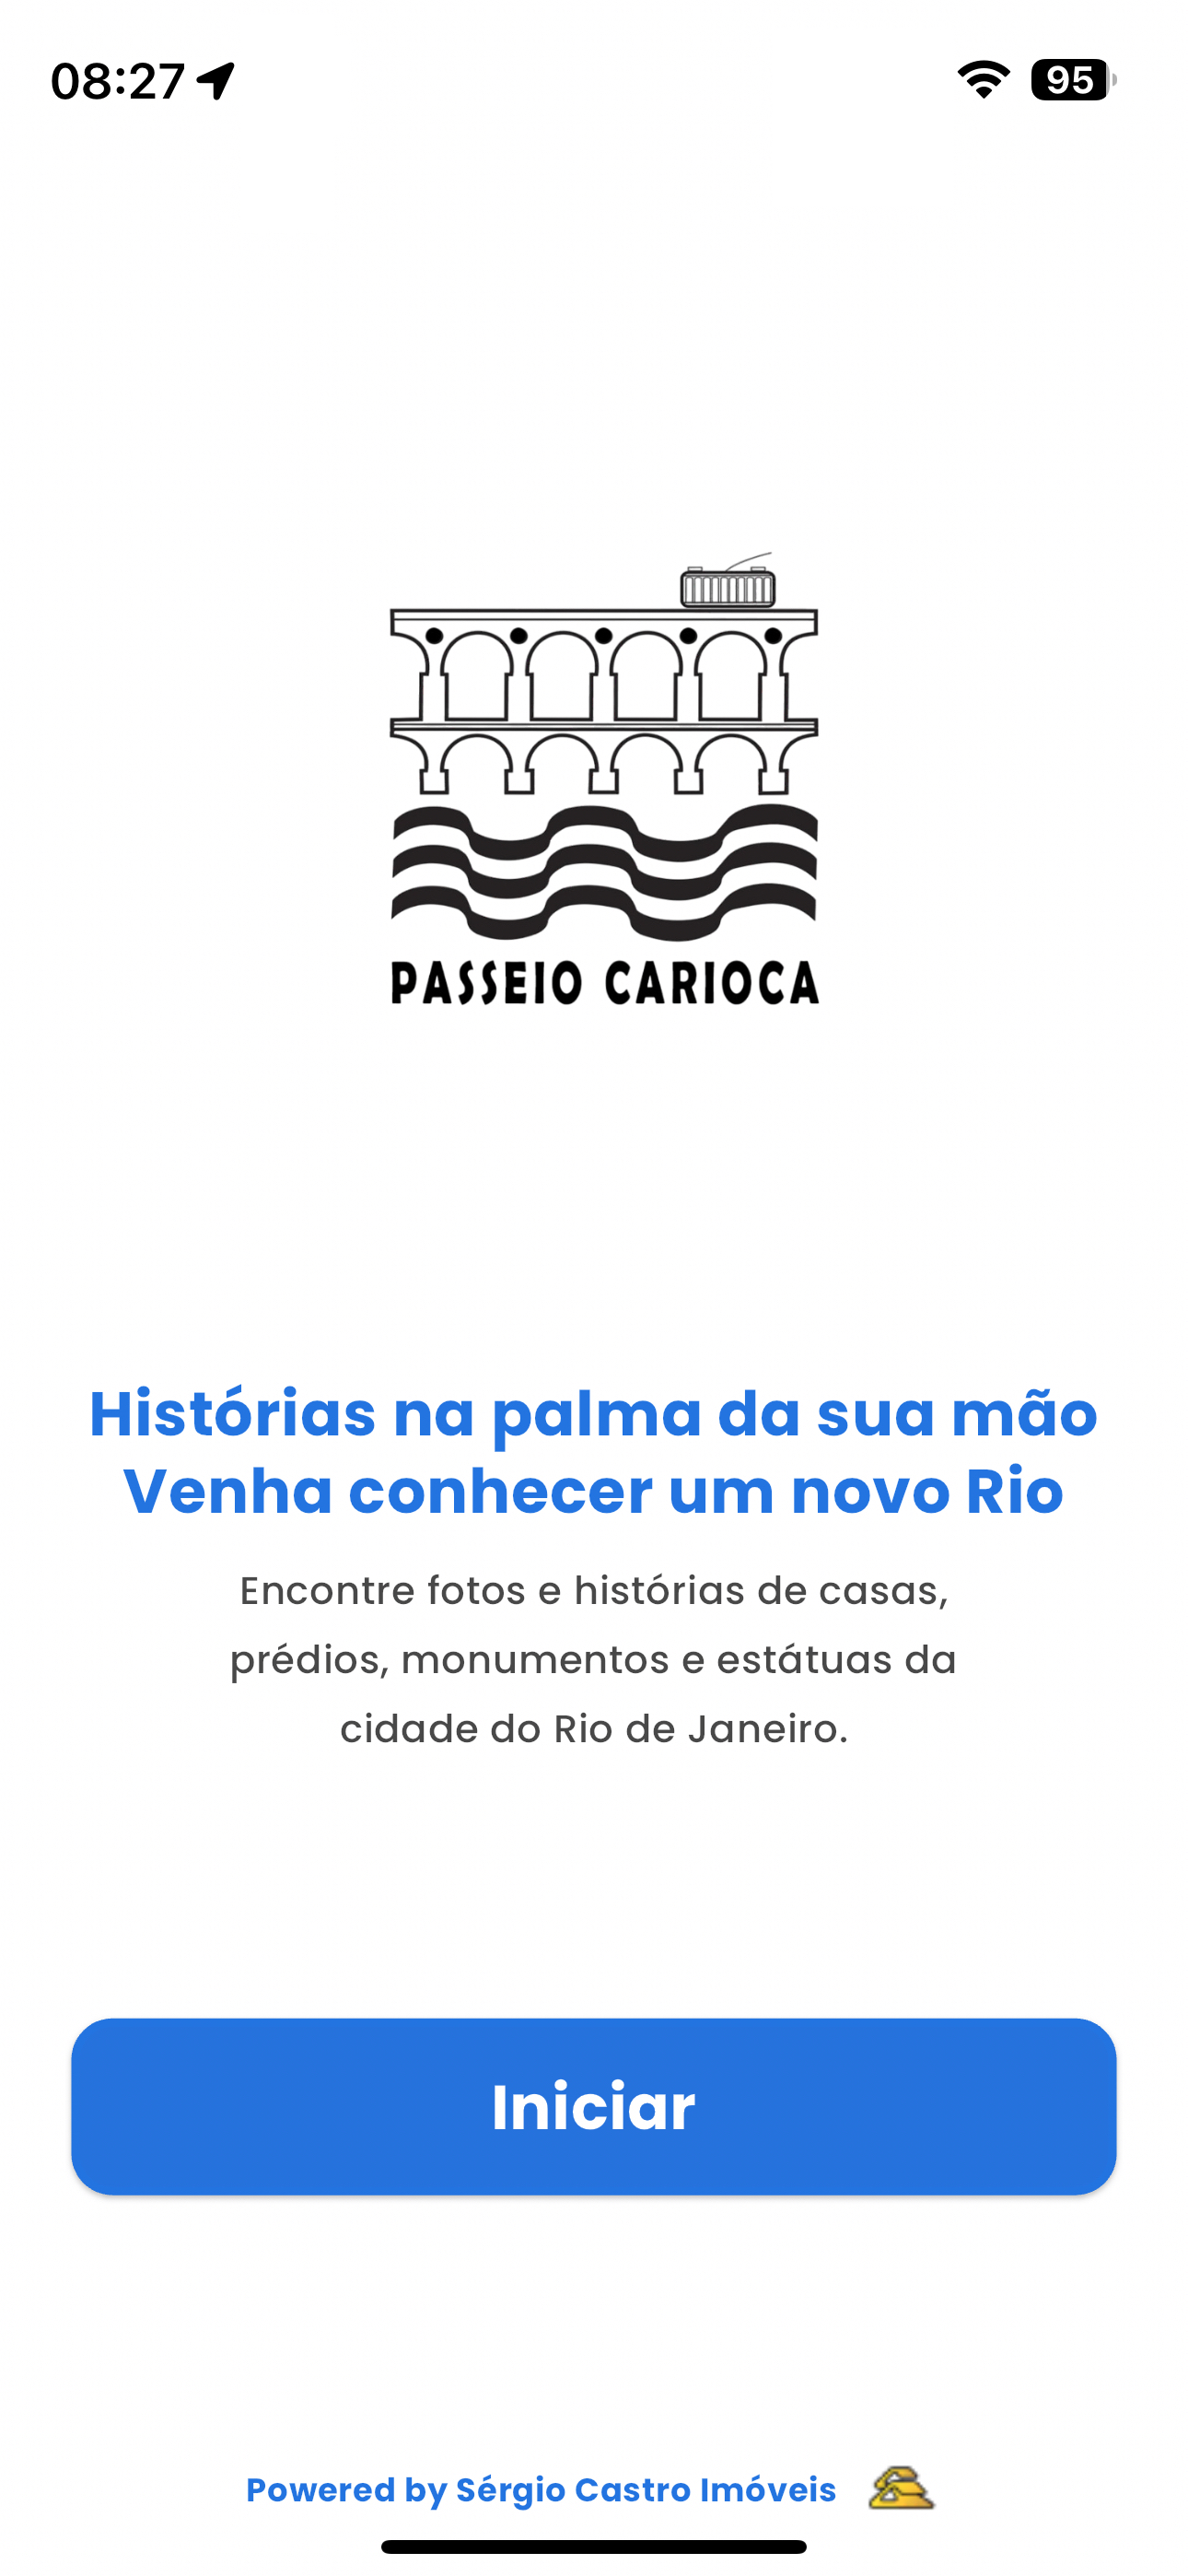 08:27
95
PASSEIO CARIOCA
Histórias na palma da sua mão
Venha conhecer um novo Rio
Encontre fotos e histórias de casas,
prédios, monumentos e estátuas da
cidade do Rio de Janeiro.
Iniciar
Powered by Sérgio Castro Imóveis